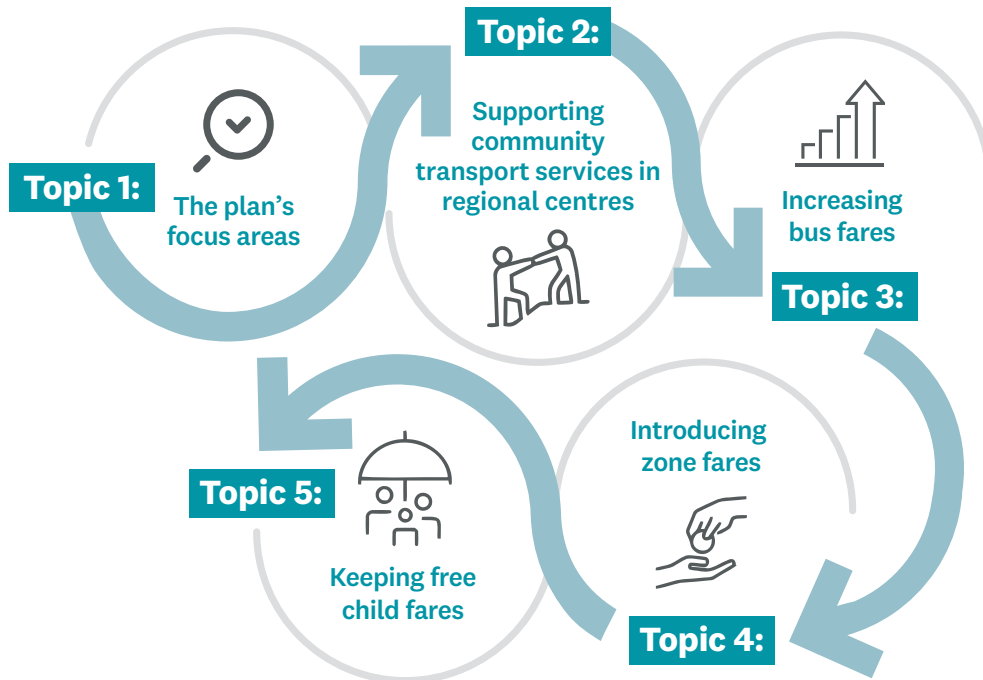 Topic 1:
The plan’s
focus areas
Topic 2:
Supporting
community
transport services in
regional centres
Increasing
bus fares
Topic 3:
Introducing
zone fares
Topic 4:
Topic 5:
Keeping free
child fares